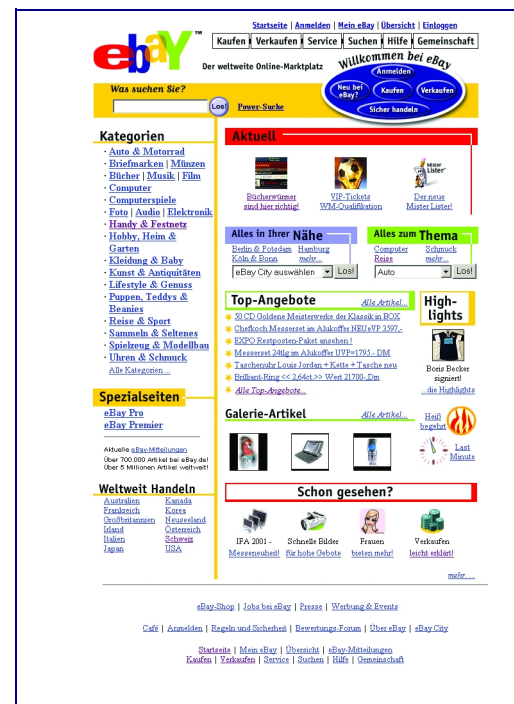 Startseite | Anmelden | Mein eBay | Übersicht | Einloggen
ebaY™
Kaufen Verkaufen Service Suchen Hilfe Gemeinschaft
Der weltweite Online-Marktplatz
Willkommen bei eBay
Anmelden
Neu bei eBay?
Kaufen
Verkaufen
Sicher handeln
Was suchen Sie?
Los!
Power-Suche
Kategorien
· Auto & Motorrad
· Briefmarken | Münzen
· Bücher | Musik | Film
· Computer
· Computerspiele
· Foto | Audio | Elektronik
· Handy & Festnetz
· Hobby, Heim &
Garten
· Kleidung & Baby
· Kunst & Antiquitäten
· Lifestyle & Genuss
· Puppen, Teddys &
Beanies
· Reise & Sport
· Sammeln & Seltenes
· Spielzeug & Modellbau
· Uhren & Schmuck
Alle Kategorien ...
Spezialseiten
eBay Pro
eBay Premier
Aktuelle eBay-Mitteilungen
Über 700.000 Artikel bei eBay.de!
Über 5 Millionen Artikel weltweit!
Weltweit Handeln
Australien Kanada
Frankreich Korea
Großbritannien Neuseeland
Irland Österreich
Italien Schweiz
Japan USA
Aktuell
Mister Lister
Bücherwürmer
sind hier richtig!
VIP-Tickets
WM-Qualifikation
Der neue
Mister Lister!
Alles in Ihrer Nähe
Berlin & Potsdam Hamburg
Köln & Bonn mehr...
eBay City auswählen Los!
Alles zum Thema
Computer Schmuck
Reise mehr...
Auto Los!
Top-Angebote Alle Artikel...
50 CD Goldene Meisterwerke der Klassik in BOX
Chefkoch Messerset im Alukoffer NEUeVP 3597,-
EXPO Restposten-Paket ansehen !
Messerset 24tlg im Alukoffer UVP=1795.- DM
Taschenuhr Louis Jordan + Kette + Tasche neu
Brilliant-Ring << 2,64ct.>> Wert 21700-,Dm
Alle Top-Angebote...
High-
lights
Boris Becker
signiert!
...die Highlights
Galerie-Artikel Alle Artikel...
Heiß
begehrt
Last
Minute
Schon gesehen?
IFA 2001 -
Messeneuheit!
Schnelle Bilder
für hohe Gebote
Frauen
bieten mehr!
Verkaufen
leicht erklärt!
mehr....
eBay-Shop | Jobs bei eBay | Presse | Werbung & Events
Café | Anmelden | Regeln und Sicherheit | Bewertungs-Forum | Über eBay | eBay City
Startseite | Mein eBay | Übersicht | eBay-Mitteilungen
Kaufen | Verkaufen | Service | Suchen | Hilfe | Gemeinschaft